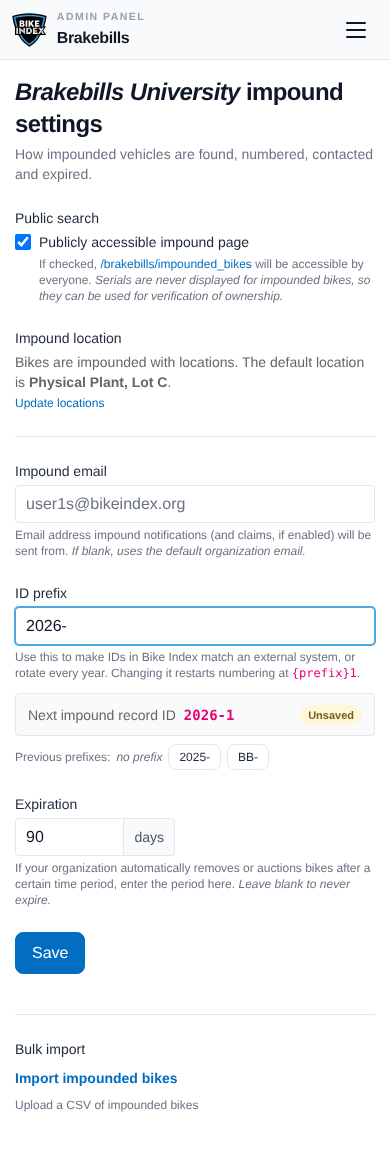 BIKE
INDEX
ADMIN PANEL
Brakebills
Brakebills University impound
settings
How impounded vehicles are found, numbered, contacted
and expired.
Public search
Publicly accessible impound page
If checked, /brakebills/impounded_bikes will be accessible by
everyone. Serials are never displayed for impounded bikes, so
they can be used for verification of ownership.
Impound location
Bikes are impounded with locations. The default location
is Physical Plant, Lot C.
Update locations
Impound email
user1s@bikeindex.org
Email address impound notifications (and claims, if enabled) will be
sent from. If blank, uses the default organization email.
ID prefix
2026-
Use this to make IDs in Bike Index match an external system, or
rotate every year. Changing it restarts numbering at {prefix}1.
Next impound record ID 2026-1 Unsaved
Previous prefixes: no prefix 2025- BB-
Expiration
90 days
If your organization automatically removes or auctions bikes after a
certain time period, enter the period here. Leave blank to never
expire.
Save
Bulk import
Import impounded bikes
Upload a CSV of impounded bikes